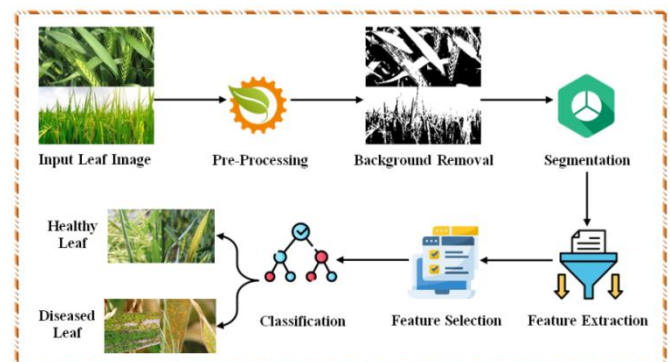 Input Leaf Image
Pre-Processing
Background Removal
Segmentation
Healthy
Leaf
Diseased
Leaf
Classification
Feature Selection
Feature Extraction